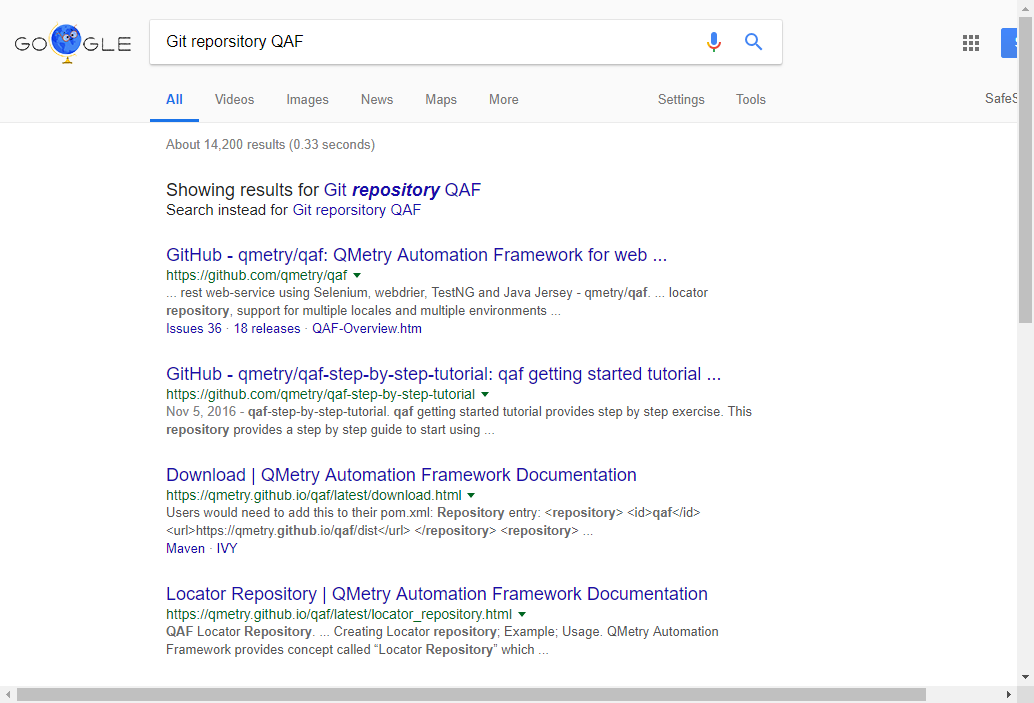 GOOGLE
Git reporsitory QAF
All Videos Images News Maps More Settings Tools SafeS
About 14,200 results (0.33 seconds)
Showing results for Git repository QAF
Search instead for Git reporsitory QAF
GitHub - qmetry/qaf: QMetry Automation Framework for web ...
https://github.com/qmetry/qaf
... rest web-service using Selenium, webdrier, TestNG and Java Jersey - qmetry/qaf. ... locator
repository, support for multiple locales and multiple environments ...
Issues 36 · 18 releases · QAF-Overview.htm
GitHub - qmetry/qaf-step-by-step-tutorial: qaf getting started tutorial ...
https://github.com/qmetry/qaf-step-by-step-tutorial
Nov 5, 2016 - qaf-step-by-step-tutorial. qaf getting started tutorial provides step by step exercise. This
repository provides a step by step guide to start using ...
Download | QMetry Automation Framework Documentation
https://qmetry.github.io/qaf/latest/download.html
Users would need to add this to their pom.xml: Repository entry: <repository> <id>qaf</id>
<url>https://qmetry.github.io/qaf/dist</url> </repository> <repository> ...
Maven · IVY
Locator Repository | QMetry Automation Framework Documentation
https://qmetry.github.io/qaf/latest/locator_repository.html
QAF Locator Repository. ... Creating Locator repository; Example; Usage. QMetry Automation
Framework provides concept called “Locator Repository” which ...